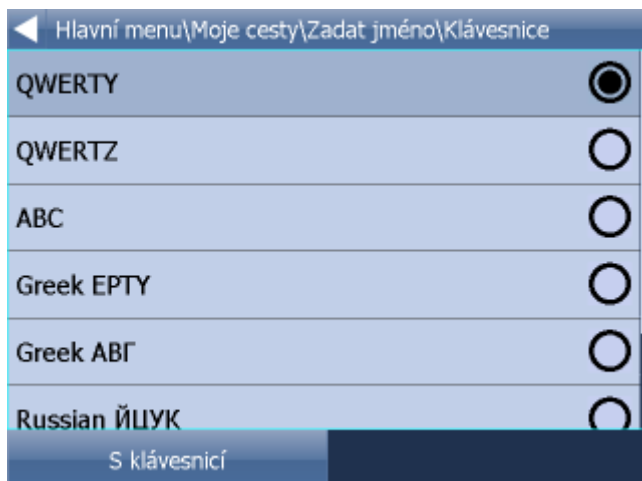 Hlavní menu\Moje cesty\Zadat jméno\Klávesnice
QWERTY
QWERTZ
ABC
Greek ΕΡΤΥ
Greek ΑΒΓ
Russian ЙЦУК
S klávesnicí